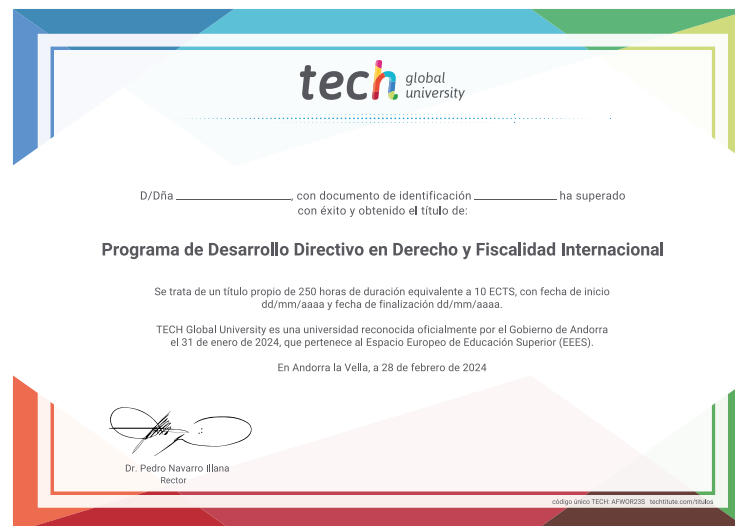 tech global university
D/Dña ______________, con documento de identificación __________ ha superado
con éxito y obtenido el título de:
Programa de Desarrollo Directivo en Derecho y Fiscalidad Internacional
Se trata de un título propio de 250 horas de duración equivalente a 10 ECTS, con fecha de inicio
dd/mm/aaaa y fecha de finalización dd/mm/aaaa.
TECH Global University es una universidad reconocida oficialmente por el Gobierno de Andorra
el 31 de enero de 2024, que pertenece al Espacio Europeo de Educación Superior (EEES).
En Andorra la Vella, a 28 de febrero de 2024
Dr. Pedro Navarro Illana
Rector
código único TECH: AFWOR23S techtitute.com/titulos